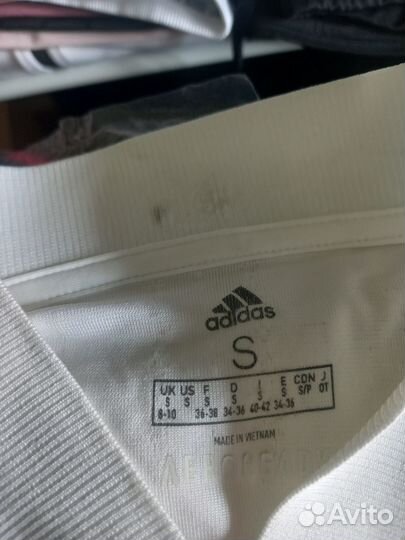 adidas
S
UK US F D I E CDN J
S S S S S S S/P OT
8-10 36-38 34-36 40-42 34-36
MADE IN VIETNAM
AEROREADY
Avito